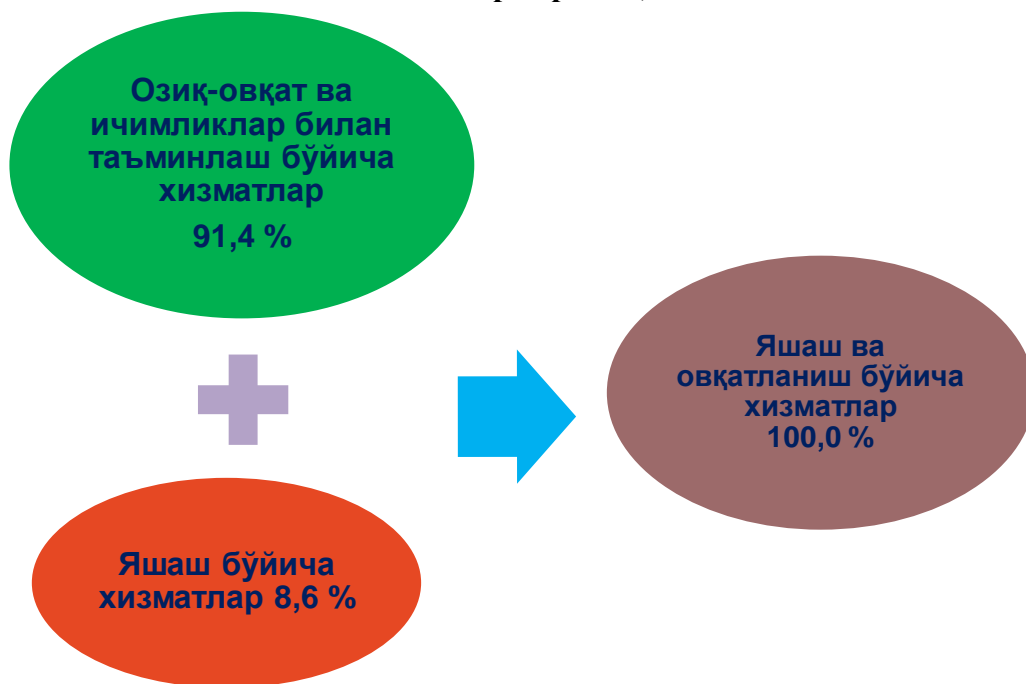 Озиқ-овқат ва
ичимликлар билан
таъминлаш бўйича
хизматлар
91,4 %
Яшаш ва
овқатланиш бўйича
хизматлар
100,0 %
Яшаш бўйича
хизматлар 8,6 %